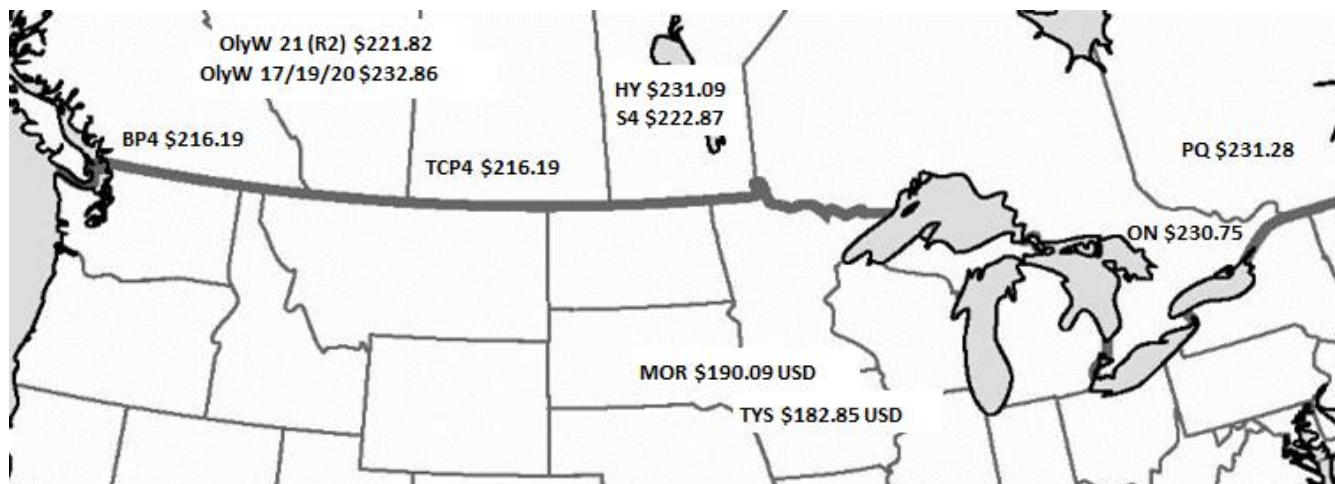 OlyW 21 (R2) $221.82
OlyW 17/19/20 $232.86
HY $231.09
S4 $222.87
BP4 $216.19
TCP4 $216.19
PQ $231.28
ON $230.75
MOR $190.09 USD
TYS $182.85 USD